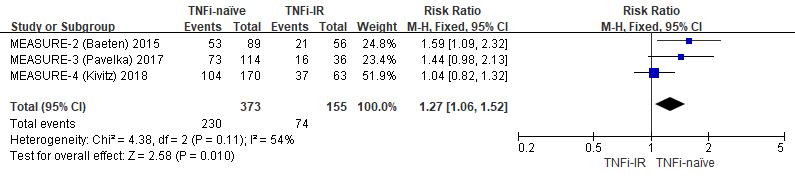 TNFi-naïve TNFi-IR Risk Ratio Risk Ratio
Study or Subgroup Events Total Events Total Weight M-H, Fixed, 95% CI M-H, Fixed, 95% CI
MEASURE-2 (Baeten) 2015 53 89 21 56 24.8% 1.59 [1.09, 2.32]
MEASURE-3 (Pavelka) 2017 73 114 16 36 23.4% 1.44 [0.98, 2.13]
MEASURE-4 (Kivitz) 2018 104 170 37 63 51.9% 1.04 [0.82, 1.32]
Total (95% CI) 373 155 100.0% 1.27 [1.06, 1.52]
Total events 230 74
Heterogeneity: Chi² = 4.38, df = 2 (P = 0.11); I² = 54%
Test for overall effect: Z = 2.58 (P = 0.010)
0.2 0.5 1 2 5
TNFi-IR TNFi-naïve